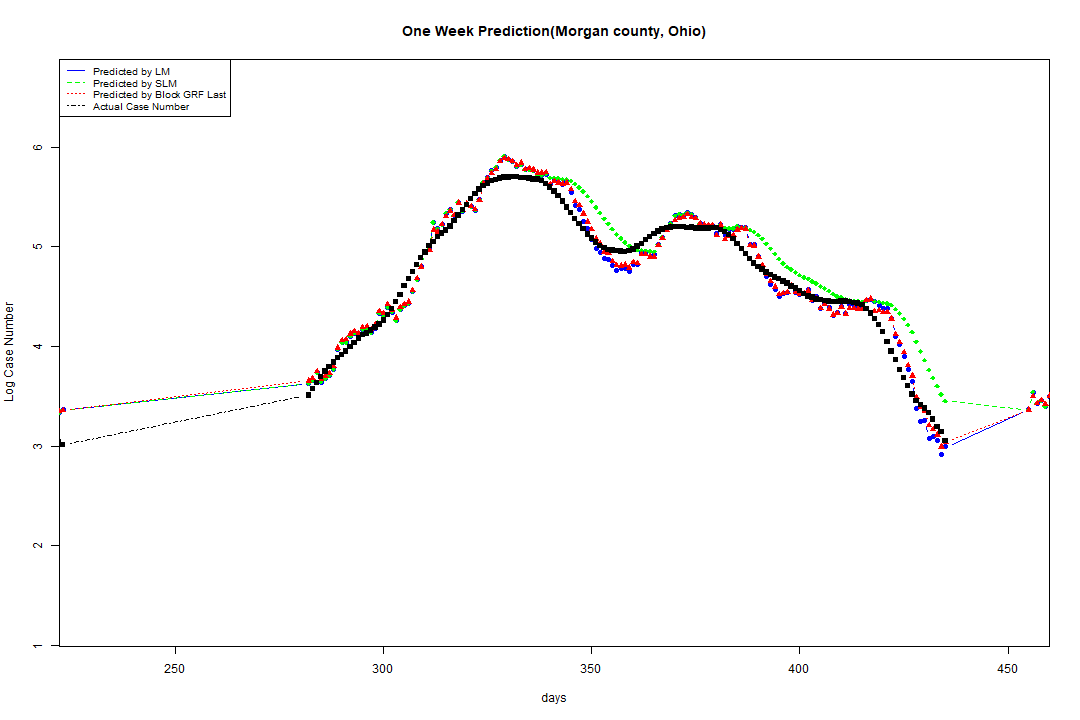 One Week Prediction(Morgan county, Ohio)
Predicted by LM
Predicted by SLM
Predicted by Block GRF Last
Actual Case Number
Log Case Number
6
5
4
3
2
1
250 300 350 400 450
days